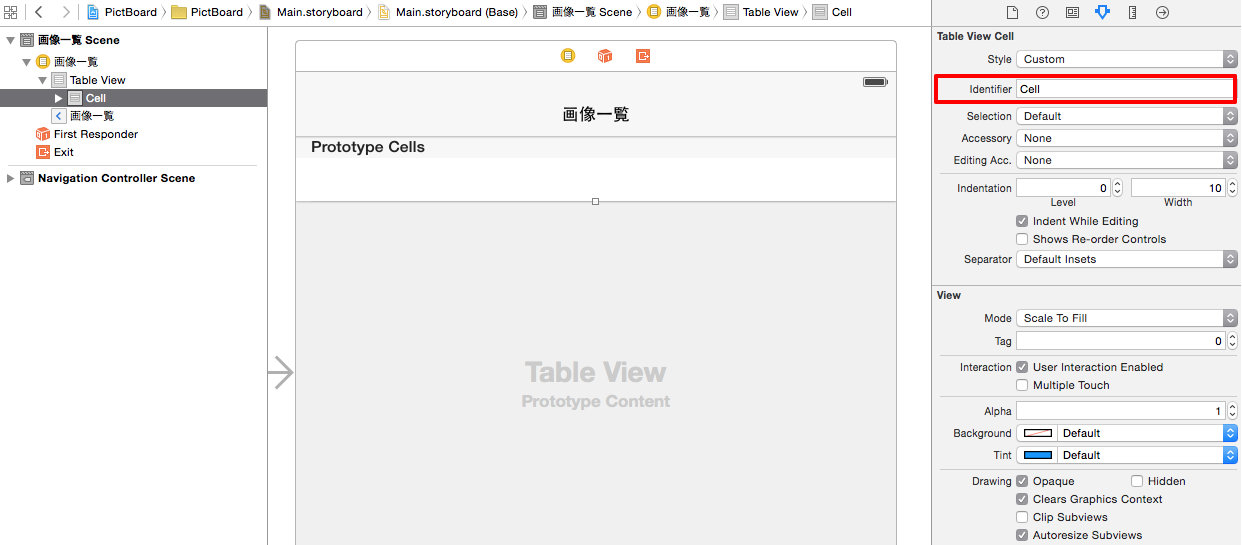 PictBoard PictBoard Main.storyboard Main.storyboard (Base) 画像一覧 Scene 画像一覧 Table View Cell
画像一覧 Scene
画像一覧
Table View
Cell
画像一覧
First Responder
Exit
Navigation Controller Scene
画像一覧
Prototype Cells
Table View
Prototype Content
Table View Cell
Style Custom
Identifier Cell
Selection Default
Accessory None
Editing Acc. None
Indentation 0 10
Level Width
Indent While Editing
Shows Re-order Controls
Separator Default Insets
View
Mode Scale To Fill
Tag 0
Interaction User Interaction Enabled
Multiple Touch
Alpha 1
Background Default
Tint Default
Drawing Opaque Hidden
Clears Graphics Context
Clip Subviews
Autoresize Subviews